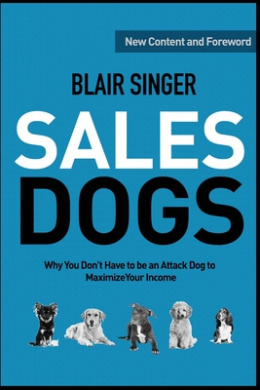 New Content and Foreword
BLAIR SINGER
SALES
DOGS
Why You Don't Have to be an Attack Dog to
MaximizeYour Income